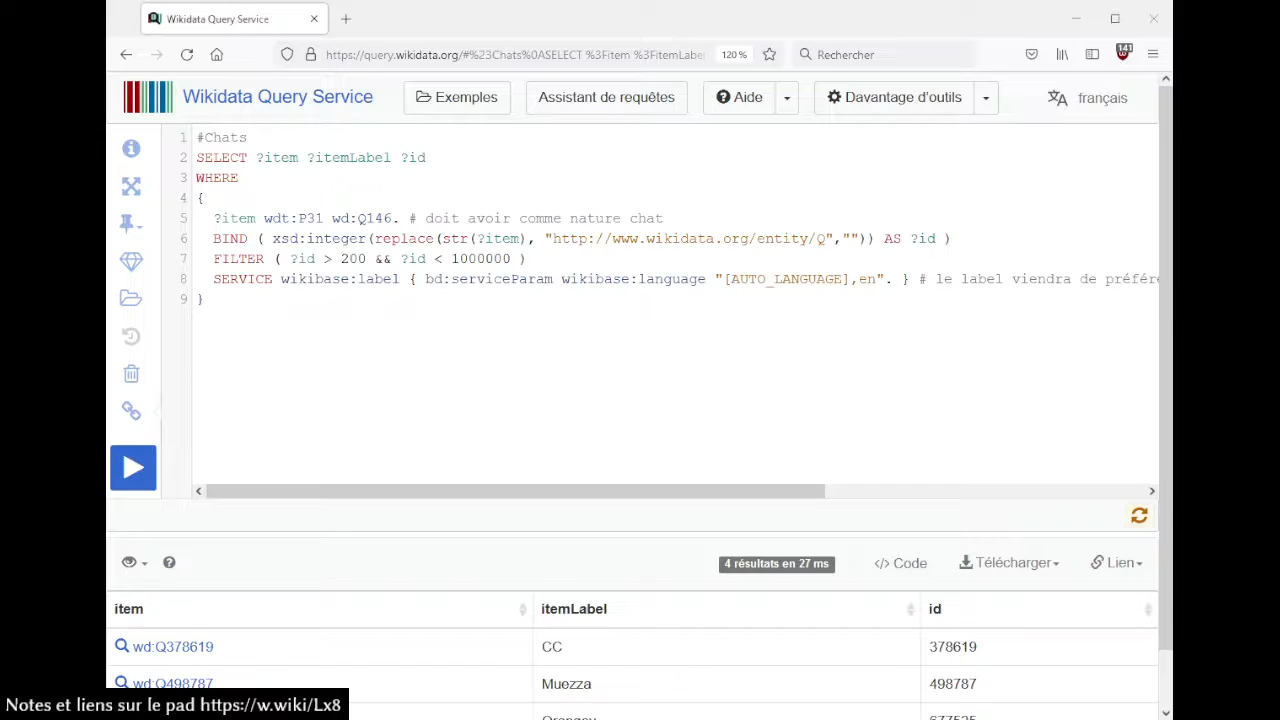 Wikidata Query Service
https://query.wikidata.org/#%23Chats%0ASELECT %3Fitem %3FitemLabe
120 %
Rechercher
141
Wikidata Query Service
Exemples
Assistant de requêtes
Aide
Davantage d'outils
français
1 #Chats
2 SELECT ?item ?itemLabel ?id
3 WHERE
4 {
5 ?item wdt:P31 wd:Q146. # doit avoir comme nature chat
6 BIND ( xsd:integer(replace(str(?item), "http://www.wikidata.org/entity/Q","")) AS ?id )
7 FILTER ( ?id > 200 && ?id < 1000000 )
8 SERVICE wikibase:label { bd:serviceParam wikibase:language "[AUTO_LANGUAGE],en". } # le label viendra de préfére
9 }
4 résultats en 27 ms
</> Code
Télécharger
Lien
item itemLabel id
wd:Q378619 CC 378619
wd:Q498787 Muezza 498787
Notes et liens sur le pad https://w.wiki/Lx8